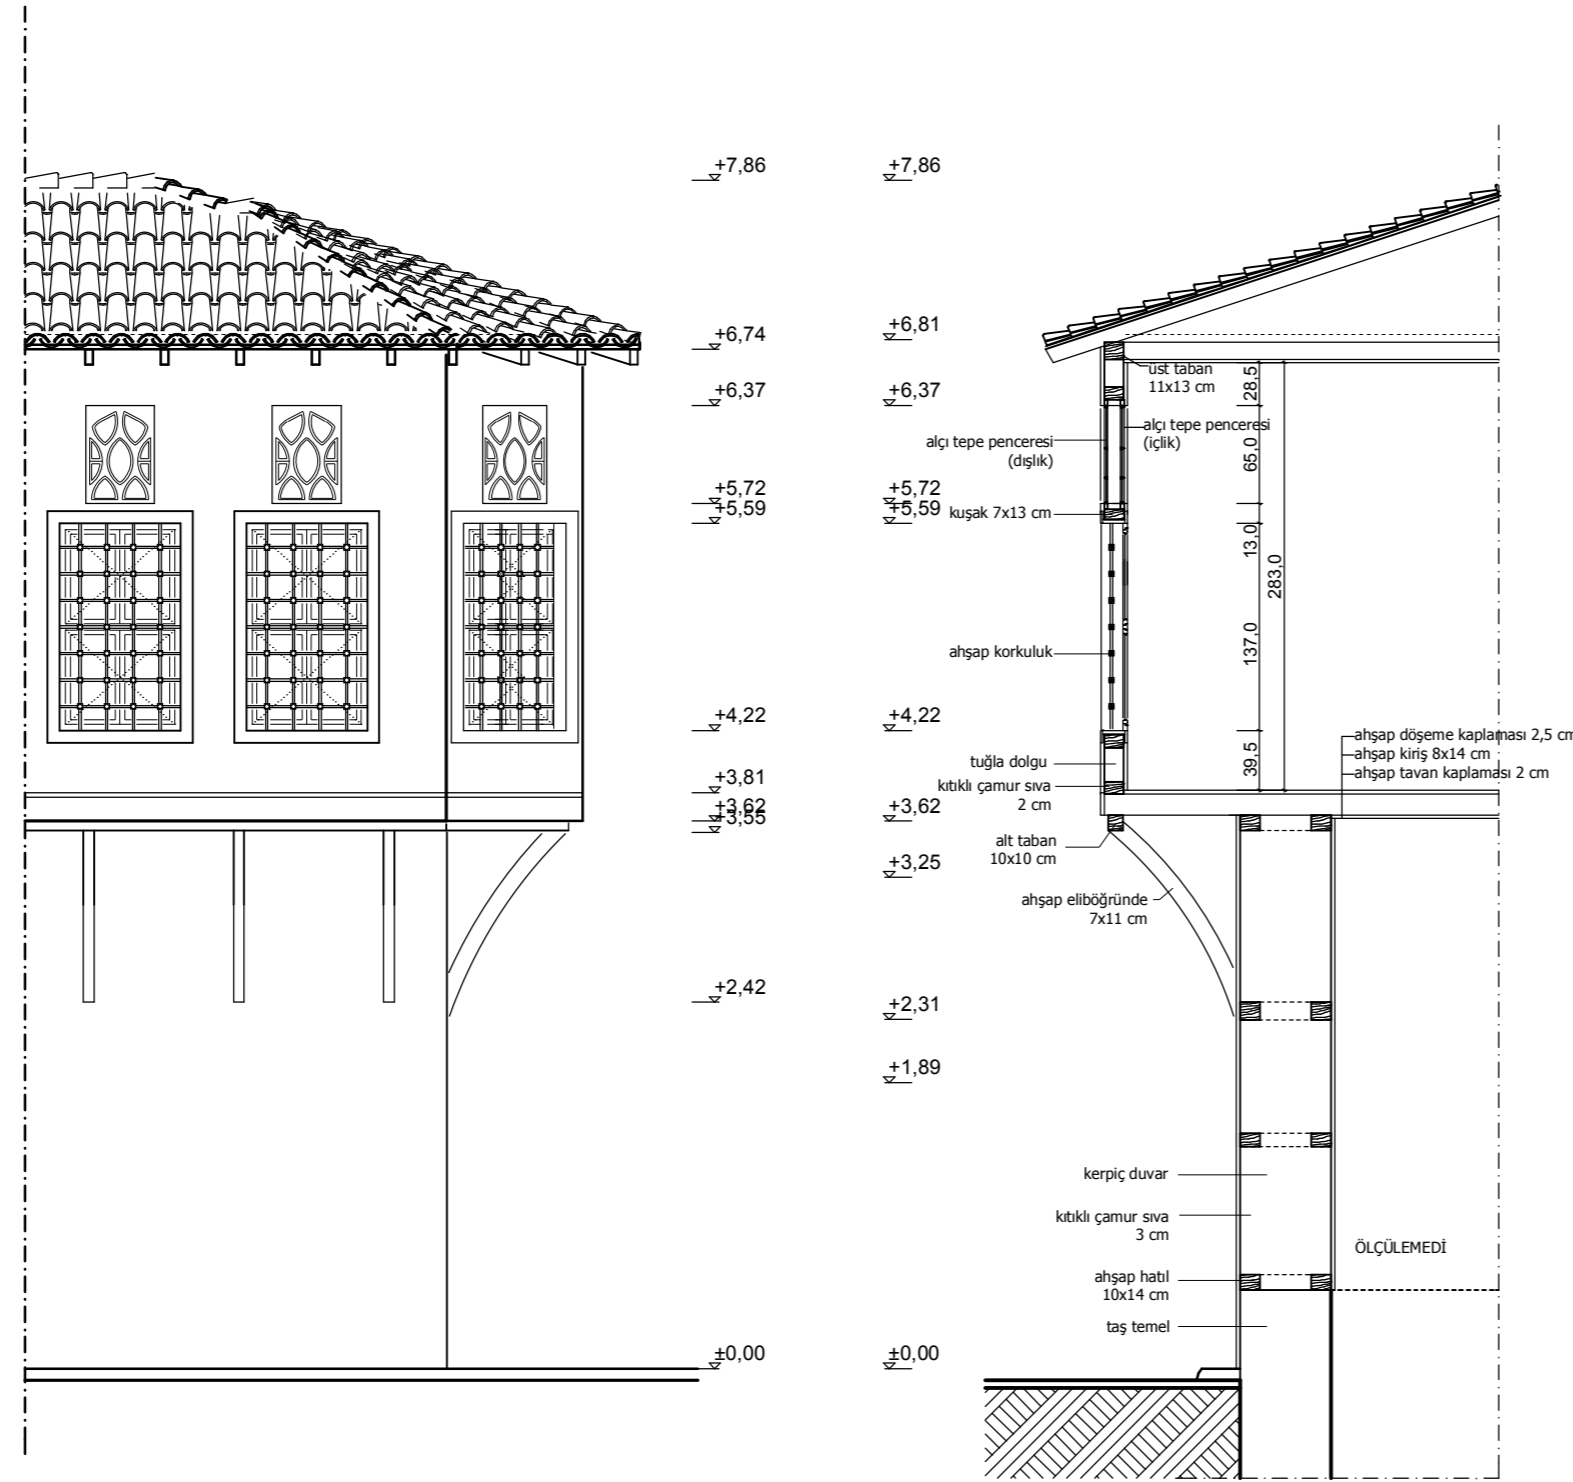 +7,86
+6,74
+6,37
+5,72
+5,59
+4,22
+3,81
+3,62
+3,55
+2,42
±0,00
+7,86
+6,81
+6,37
+5,72
+5,59
+4,22
+3,62
+3,25
+2,31
+1,89
±0,00
üst taban
11x13 cm
alçı tepe penceresi
(içlik)
alçı tepe penceresi
(dışlık)
kuşak 7x13 cm
ahşap korkuluk
tuğla dolgu
kıtıklı çamur sıva
2 cm
alt taban
10x10 cm
ahşap eliböğründe
7x11 cm
28,5
65,0
13,0
137,0
39,5
283,0
ahşap döşeme kaplaması 2,5 cm
ahşap kiriş 8x14 cm
ahşap tavan kaplaması 2 cm
kerpiç duvar
kıtıklı çamur sıva
3 cm
ahşap hatıl
10x14 cm
taş temel
ÖLÇÜLEMEDİ